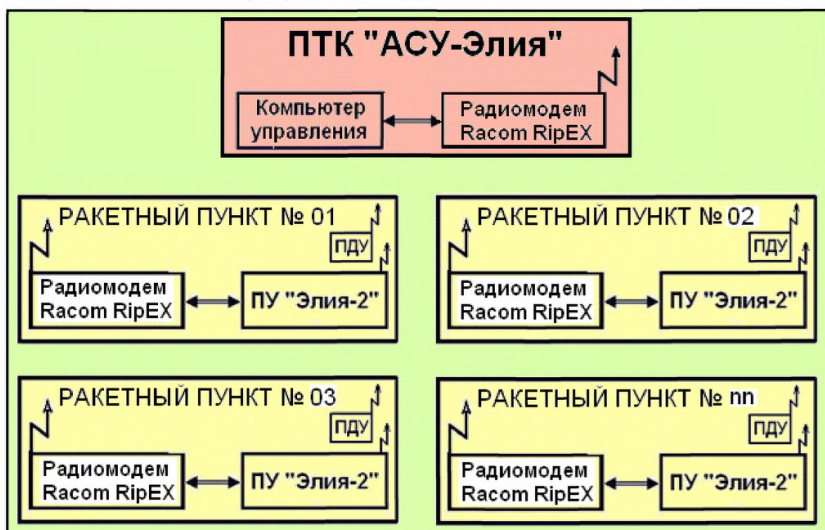 ПТК "АСУ-Элия"
Компьютер
управления
Радиомодем
Racom RipEX
РАКЕТНЫЙ ПУНКТ № 01
ПДУ
Радиомодем
Racom RipEX
ПУ "Элия-2"
РАКЕТНЫЙ ПУНКТ № 02
ПДУ
Радиомодем
Racom RipEX
ПУ "Элия-2"
РАКЕТНЫЙ ПУНКТ № 03
ПДУ
Радиомодем
Racom RipEX
ПУ "Элия-2"
РАКЕТНЫЙ ПУНКТ № nn
ПДУ
Радиомодем
Racom RipEX
ПУ "Элия-2"